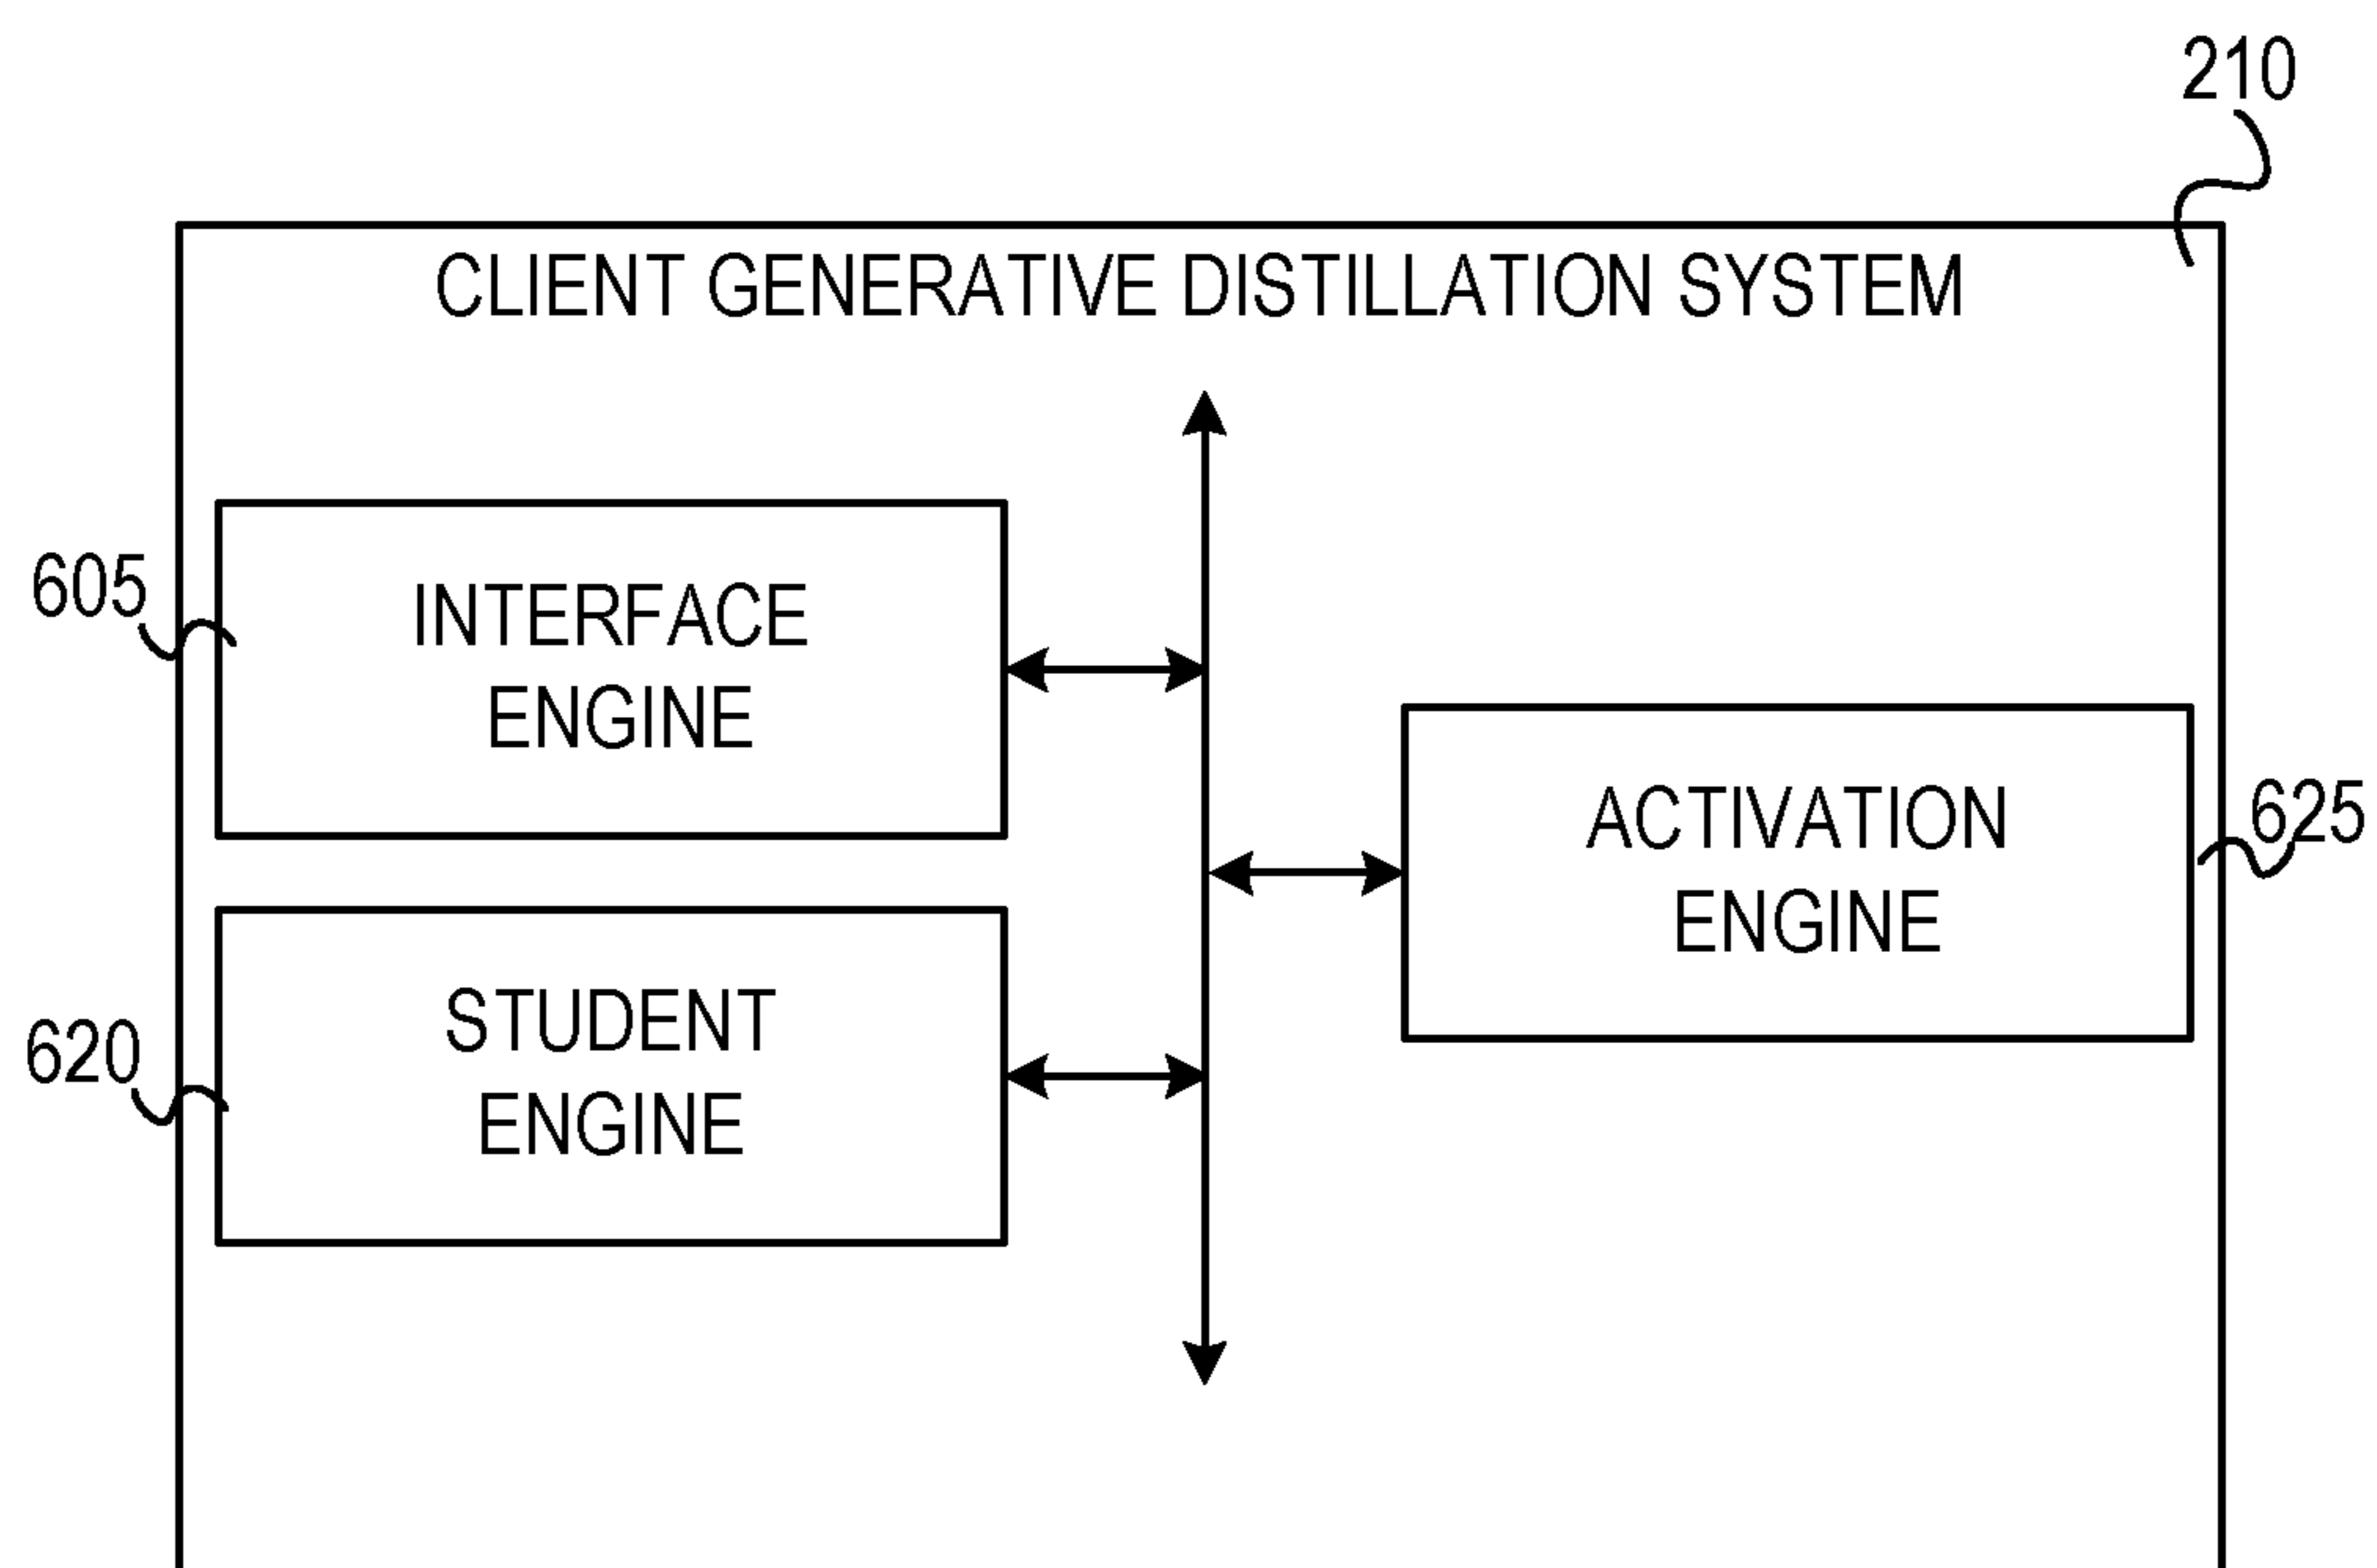 210
CLIENT GENERATIVE DISTILLATION SYSTEM
605
INTERFACE
ENGINE
ACTIVATION
ENGINE
625
620
STUDENT
ENGINE